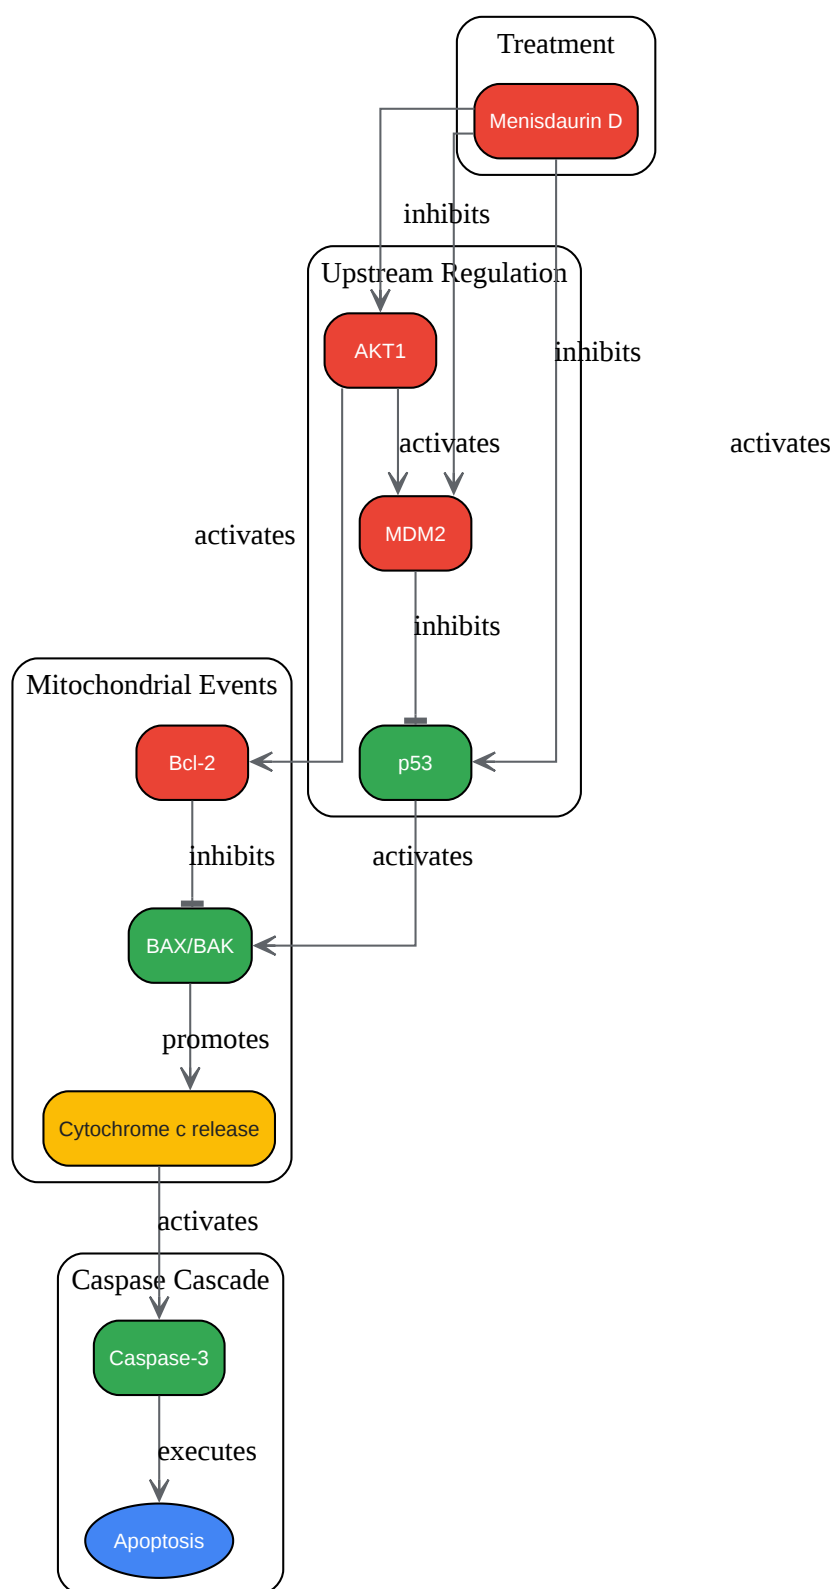 Treatment
Menisdaurin D
inhibits
Upstream Regulation
AKT1
inhibits
activates
activates
activates
MDM2
inhibits
Mitochondrial Events
Bcl-2
p53
inhibits
activates
BAX/BAK
promotes
Cytochrome c release
activates
Caspase Cascade
Caspase-3
executes
Apoptosis